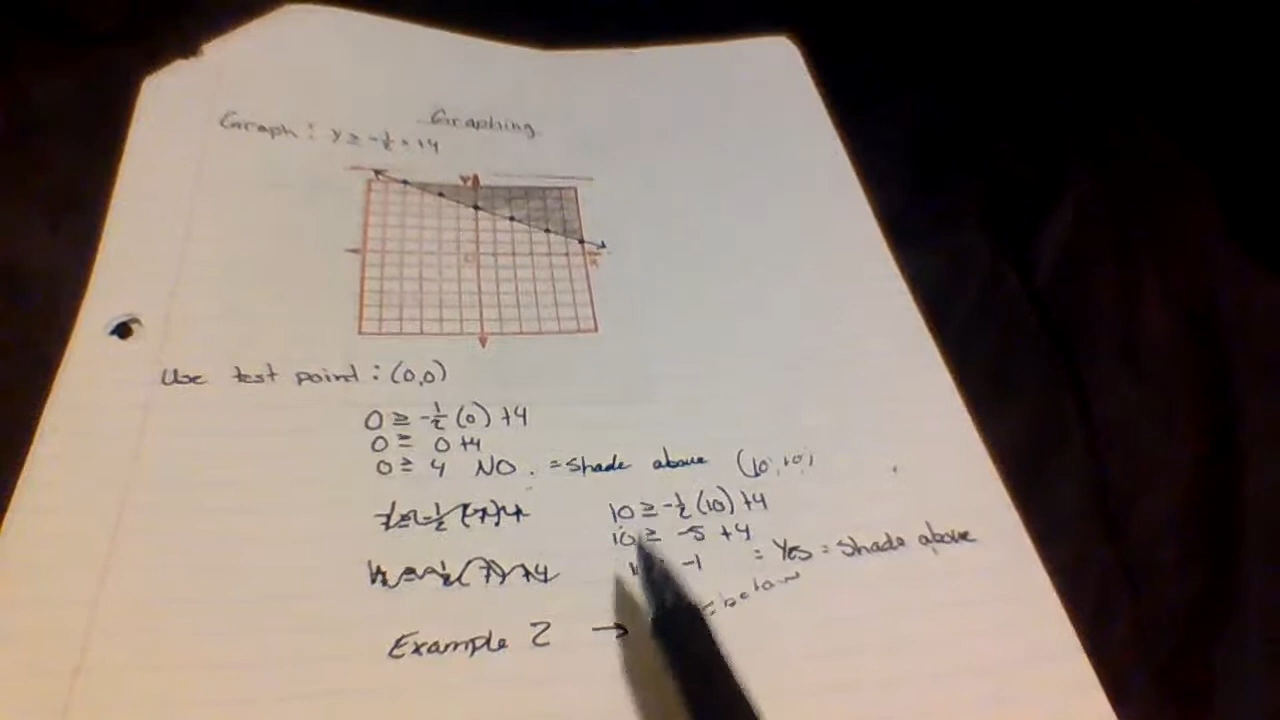 Graphing
Graph: y ≥ -½x +4
Y
O
X
Use test point: (0,0)
0 ≥ -½ (0) +4
0 ≥ 0 +4
0 ≥ 4 NO. = shade above (10,10)
10 ≥ -½ (10) +4
10 ≥ -5 +4
-1 = Yes = shade above
= below
Example 2 →